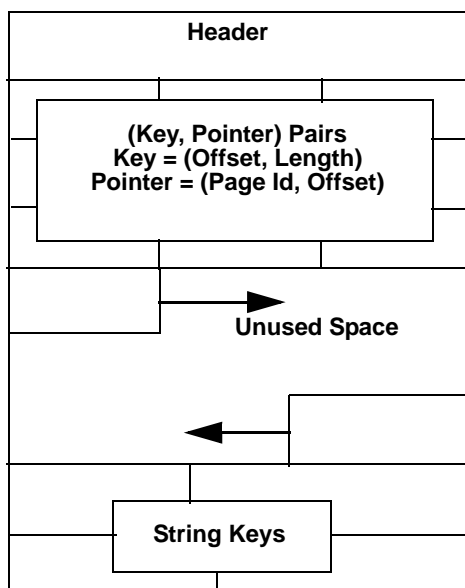 Header
(Key, Pointer) Pairs
Key = (Offset, Length)
Pointer = (Page Id, Offset)
Unused Space
String Keys